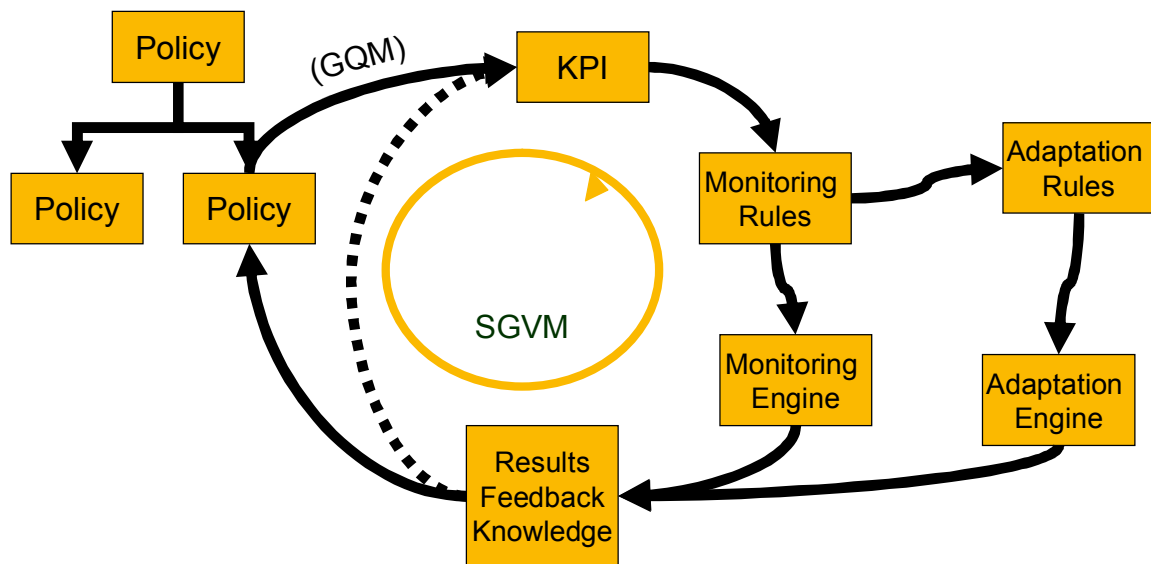 Policy
(GQM)
KPI
Policy
Policy
Monitoring
Rules
Adaptation
Rules
SGVM
Monitoring
Engine
Adaptation
Engine
Results
Feedback
Knowledge